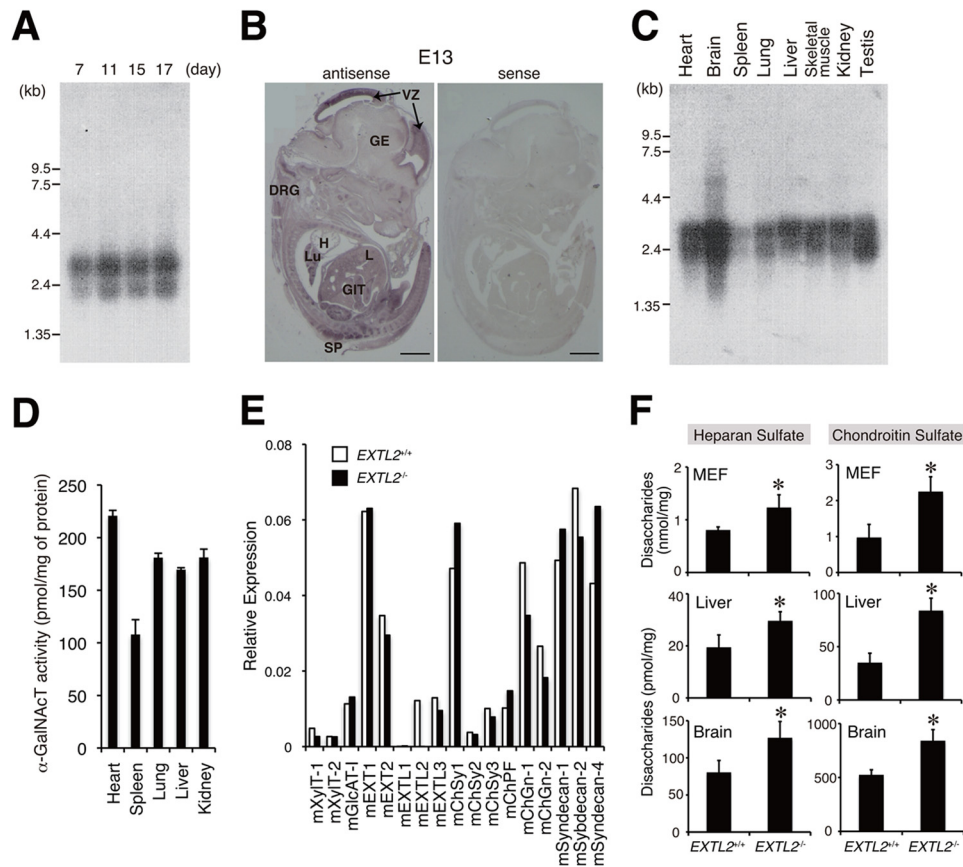 A
7 11 15 17 (day)
(kb)
9.5
7.5
4.4
2.4
1.35
B
E13
antisense
sense
VZ
GE
DRG
H
Lu
L
GIT
SP
C
Heart
Brain
Spleen
Lung
Liver
Skeletal
muscle
Kidney
Testis
(kb)
9.5
7.5
4.4
2.4
1.35
D
α-GalNAcT activity (pmol/mg of protein)
250
200
150
100
50
0
Heart
Spleen
Lung
Liver
Kidney
E
Relative Expression
0.08
0.06
0.04
0.02
0
EXTL2+/+
EXTL2-/-
mXylT-1
mXylT-2
mGlcAT-I
mEXT1
mEXT2
mEXTL1
mEXTL2
mEXTL3
mChSy1
mChSy2
mChSy3
mChPF
mChGn-1
mChGn-2
mSyndecan-1
mSybdecan-2
mSyndecan-4
F
Heparan Sulfate
Chondroitin Sulfate
Disaccharides
(nmol/mg)
2
1
0
MEF
*
3
2
1
0
MEF
*
Disaccharides (pmol/mg)
40
20
0
Liver
*
100
50
0
Liver
*
150
100
50
0
Brain
*
1000
500
0
Brain
*
EXTL2+/+ EXTL2-/-
EXTL2+/+ EXTL2-/-